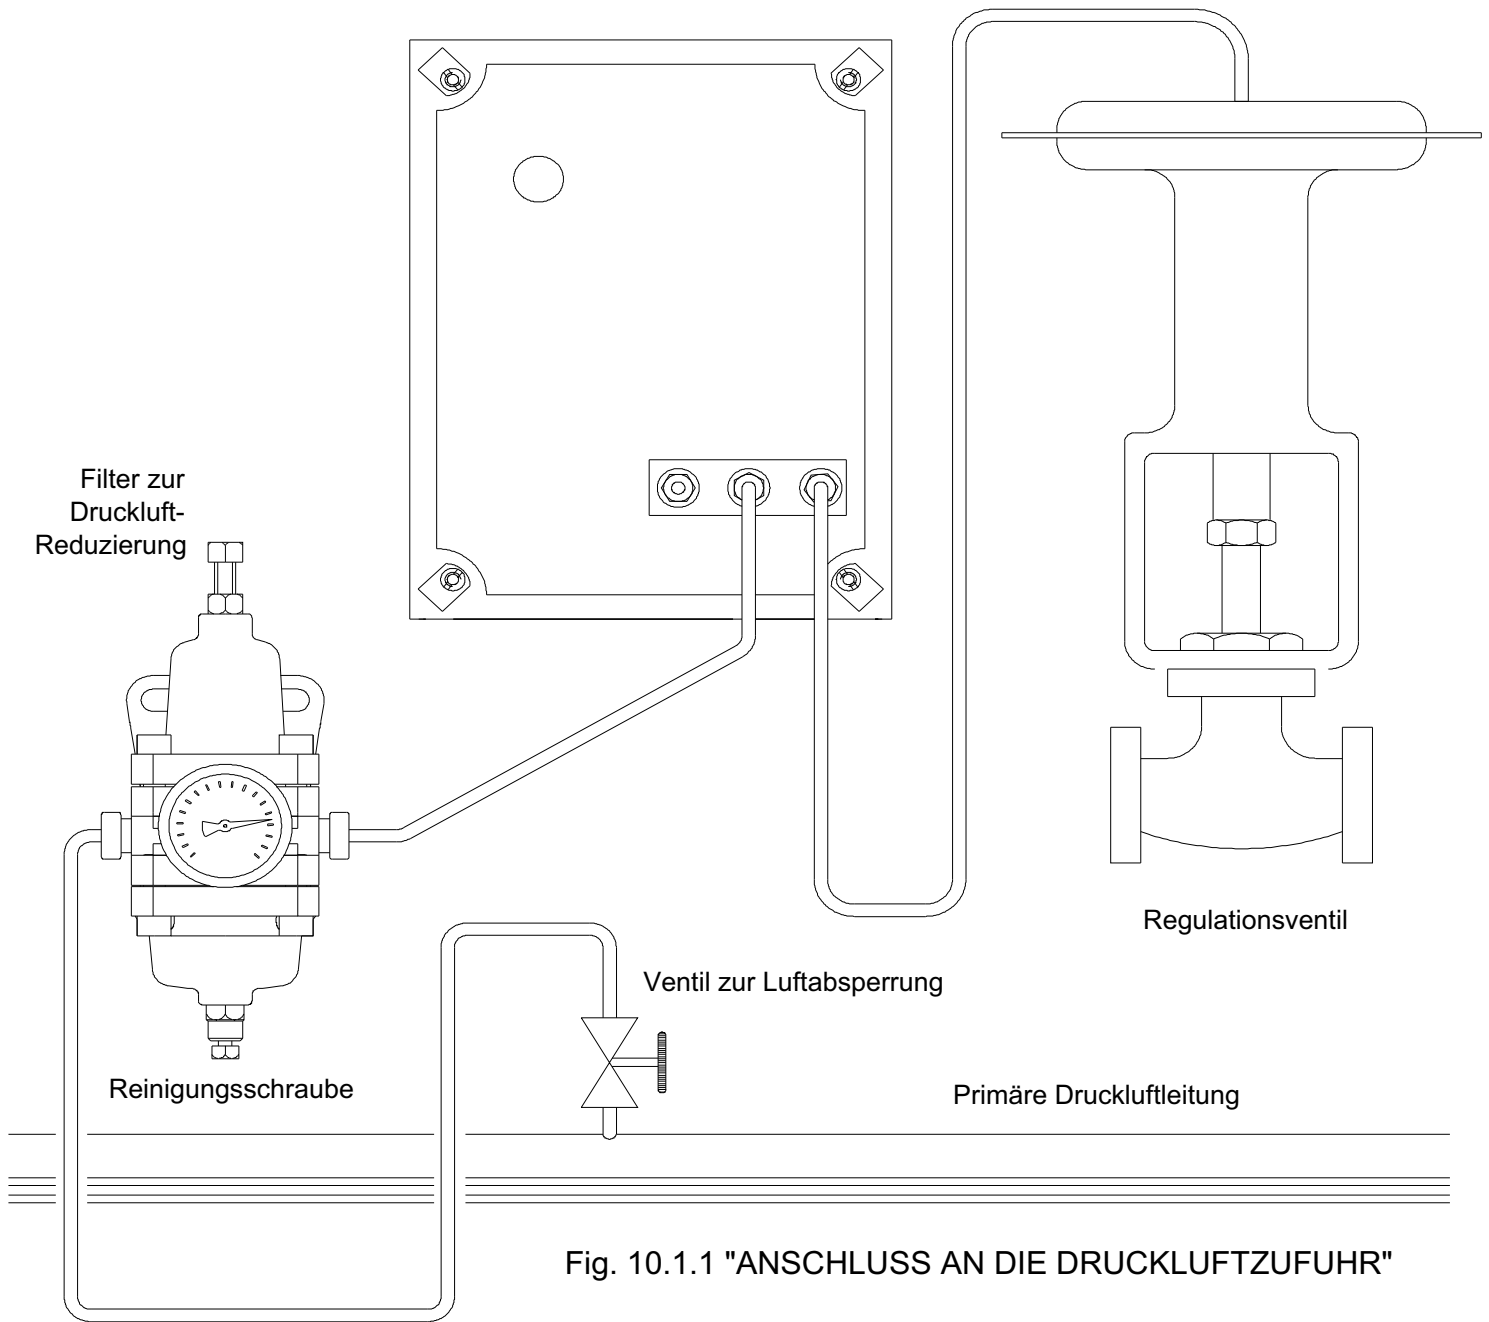 Filter zur
Druckluft-
Reduzierung
Regulationsventil
Ventil zur Luftabsperrung
Reinigungsschraube
Primäre Druckluftleitung
Fig. 10.1.1 "ANSCHLUSS AN DIE DRUCKLUFTZUFUHR"